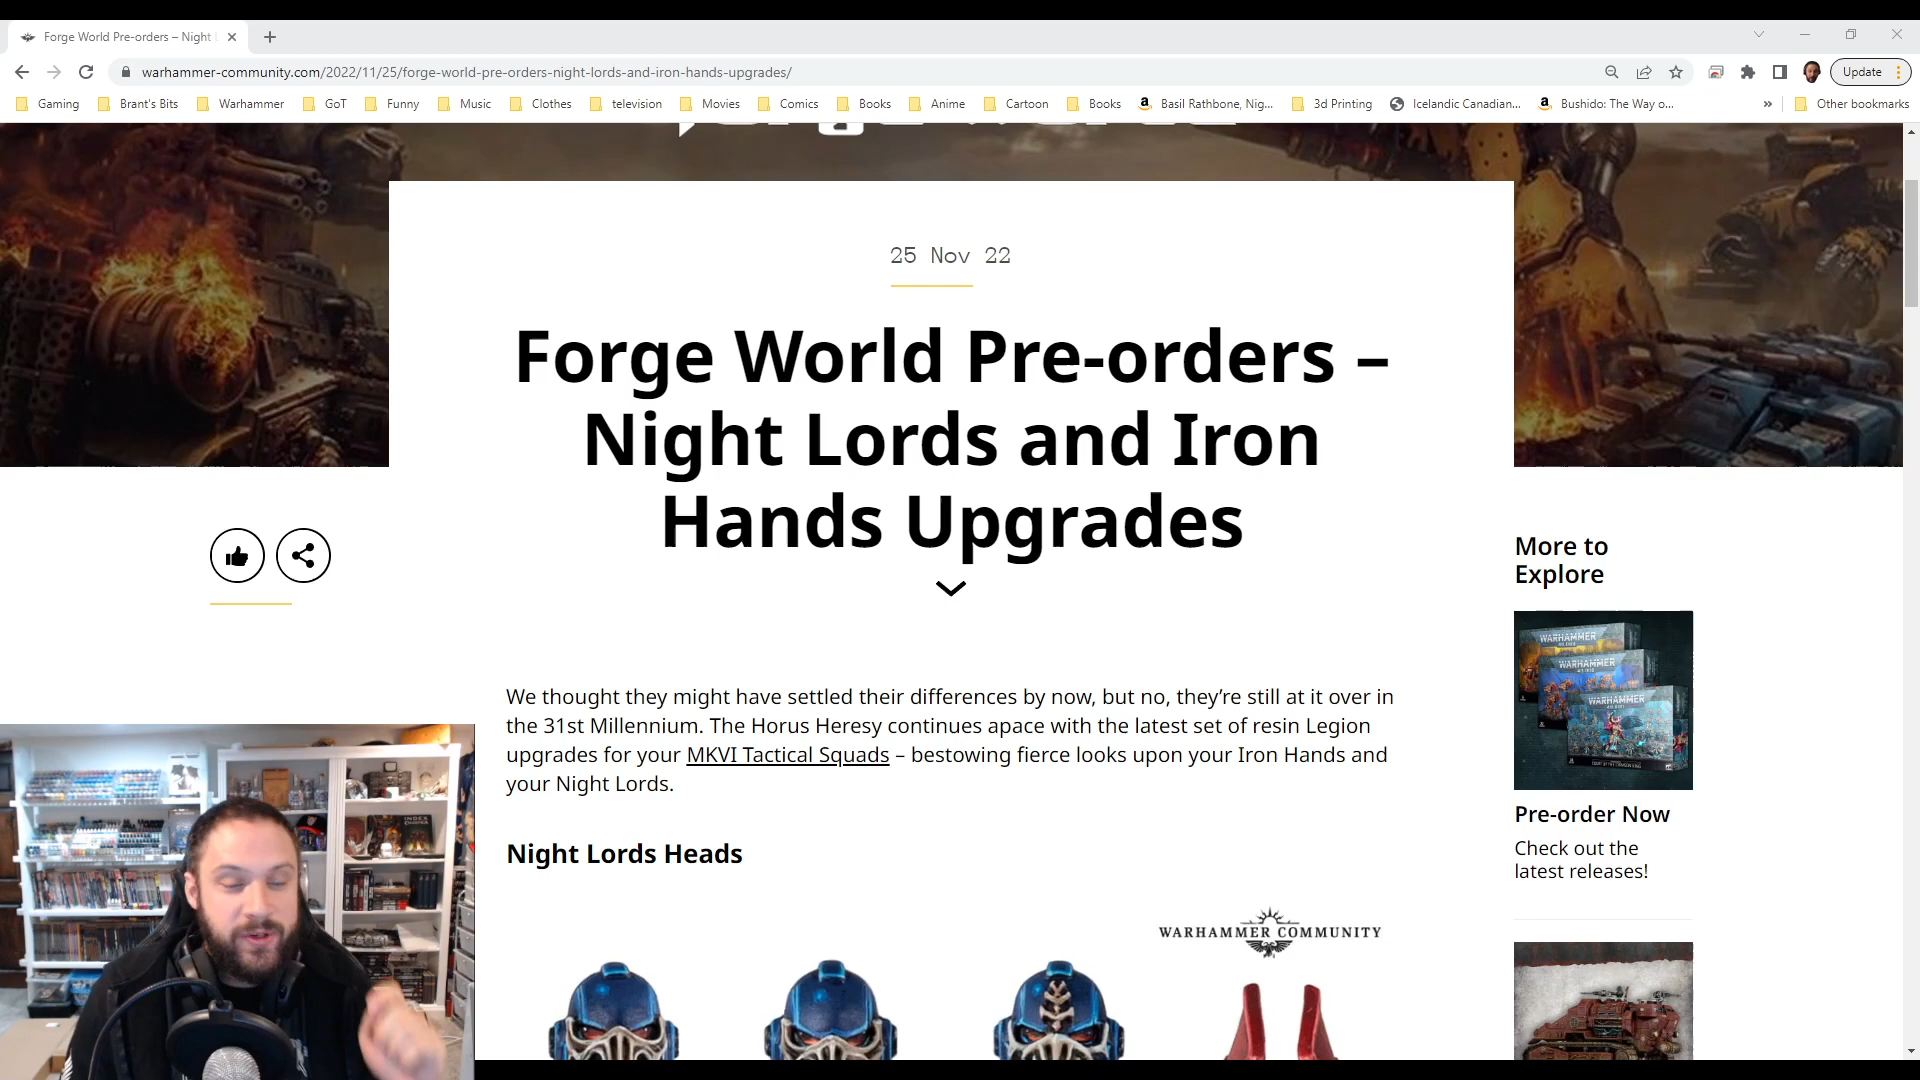 Forge World Pre-orders – Night
warhammer-community.com/2022/11/25/forge-world-pre-orders-night-lords-and-iron-hands-upgrades/
Update
Gaming
Brant's Bits
Warhammer
GoT
Funny
Music
Clothes
television
Movies
Comics
Books
Anime
Cartoon
Books
Basil Rathbone, Nig...
3d Printing
Icelandic Canadian...
Bushido: The Way o...
»
Other bookmarks
25 Nov 22
Forge World Pre-orders –
Night Lords and Iron
Hands Upgrades
We thought they might have settled their differences by now, but no, they’re still at it over in
the 31st Millennium. The Horus Heresy continues apace with the latest set of resin Legion
upgrades for your MKVI Tactical Squads – bestowing fierce looks upon your Iron Hands and
your Night Lords.
Night Lords Heads
WARHAMMER COMMUNITY
More to
Explore
WARHAMMER
WARHAMMER
WARHAMMER
Pre-order Now
Check out the
latest releases!
INDEX